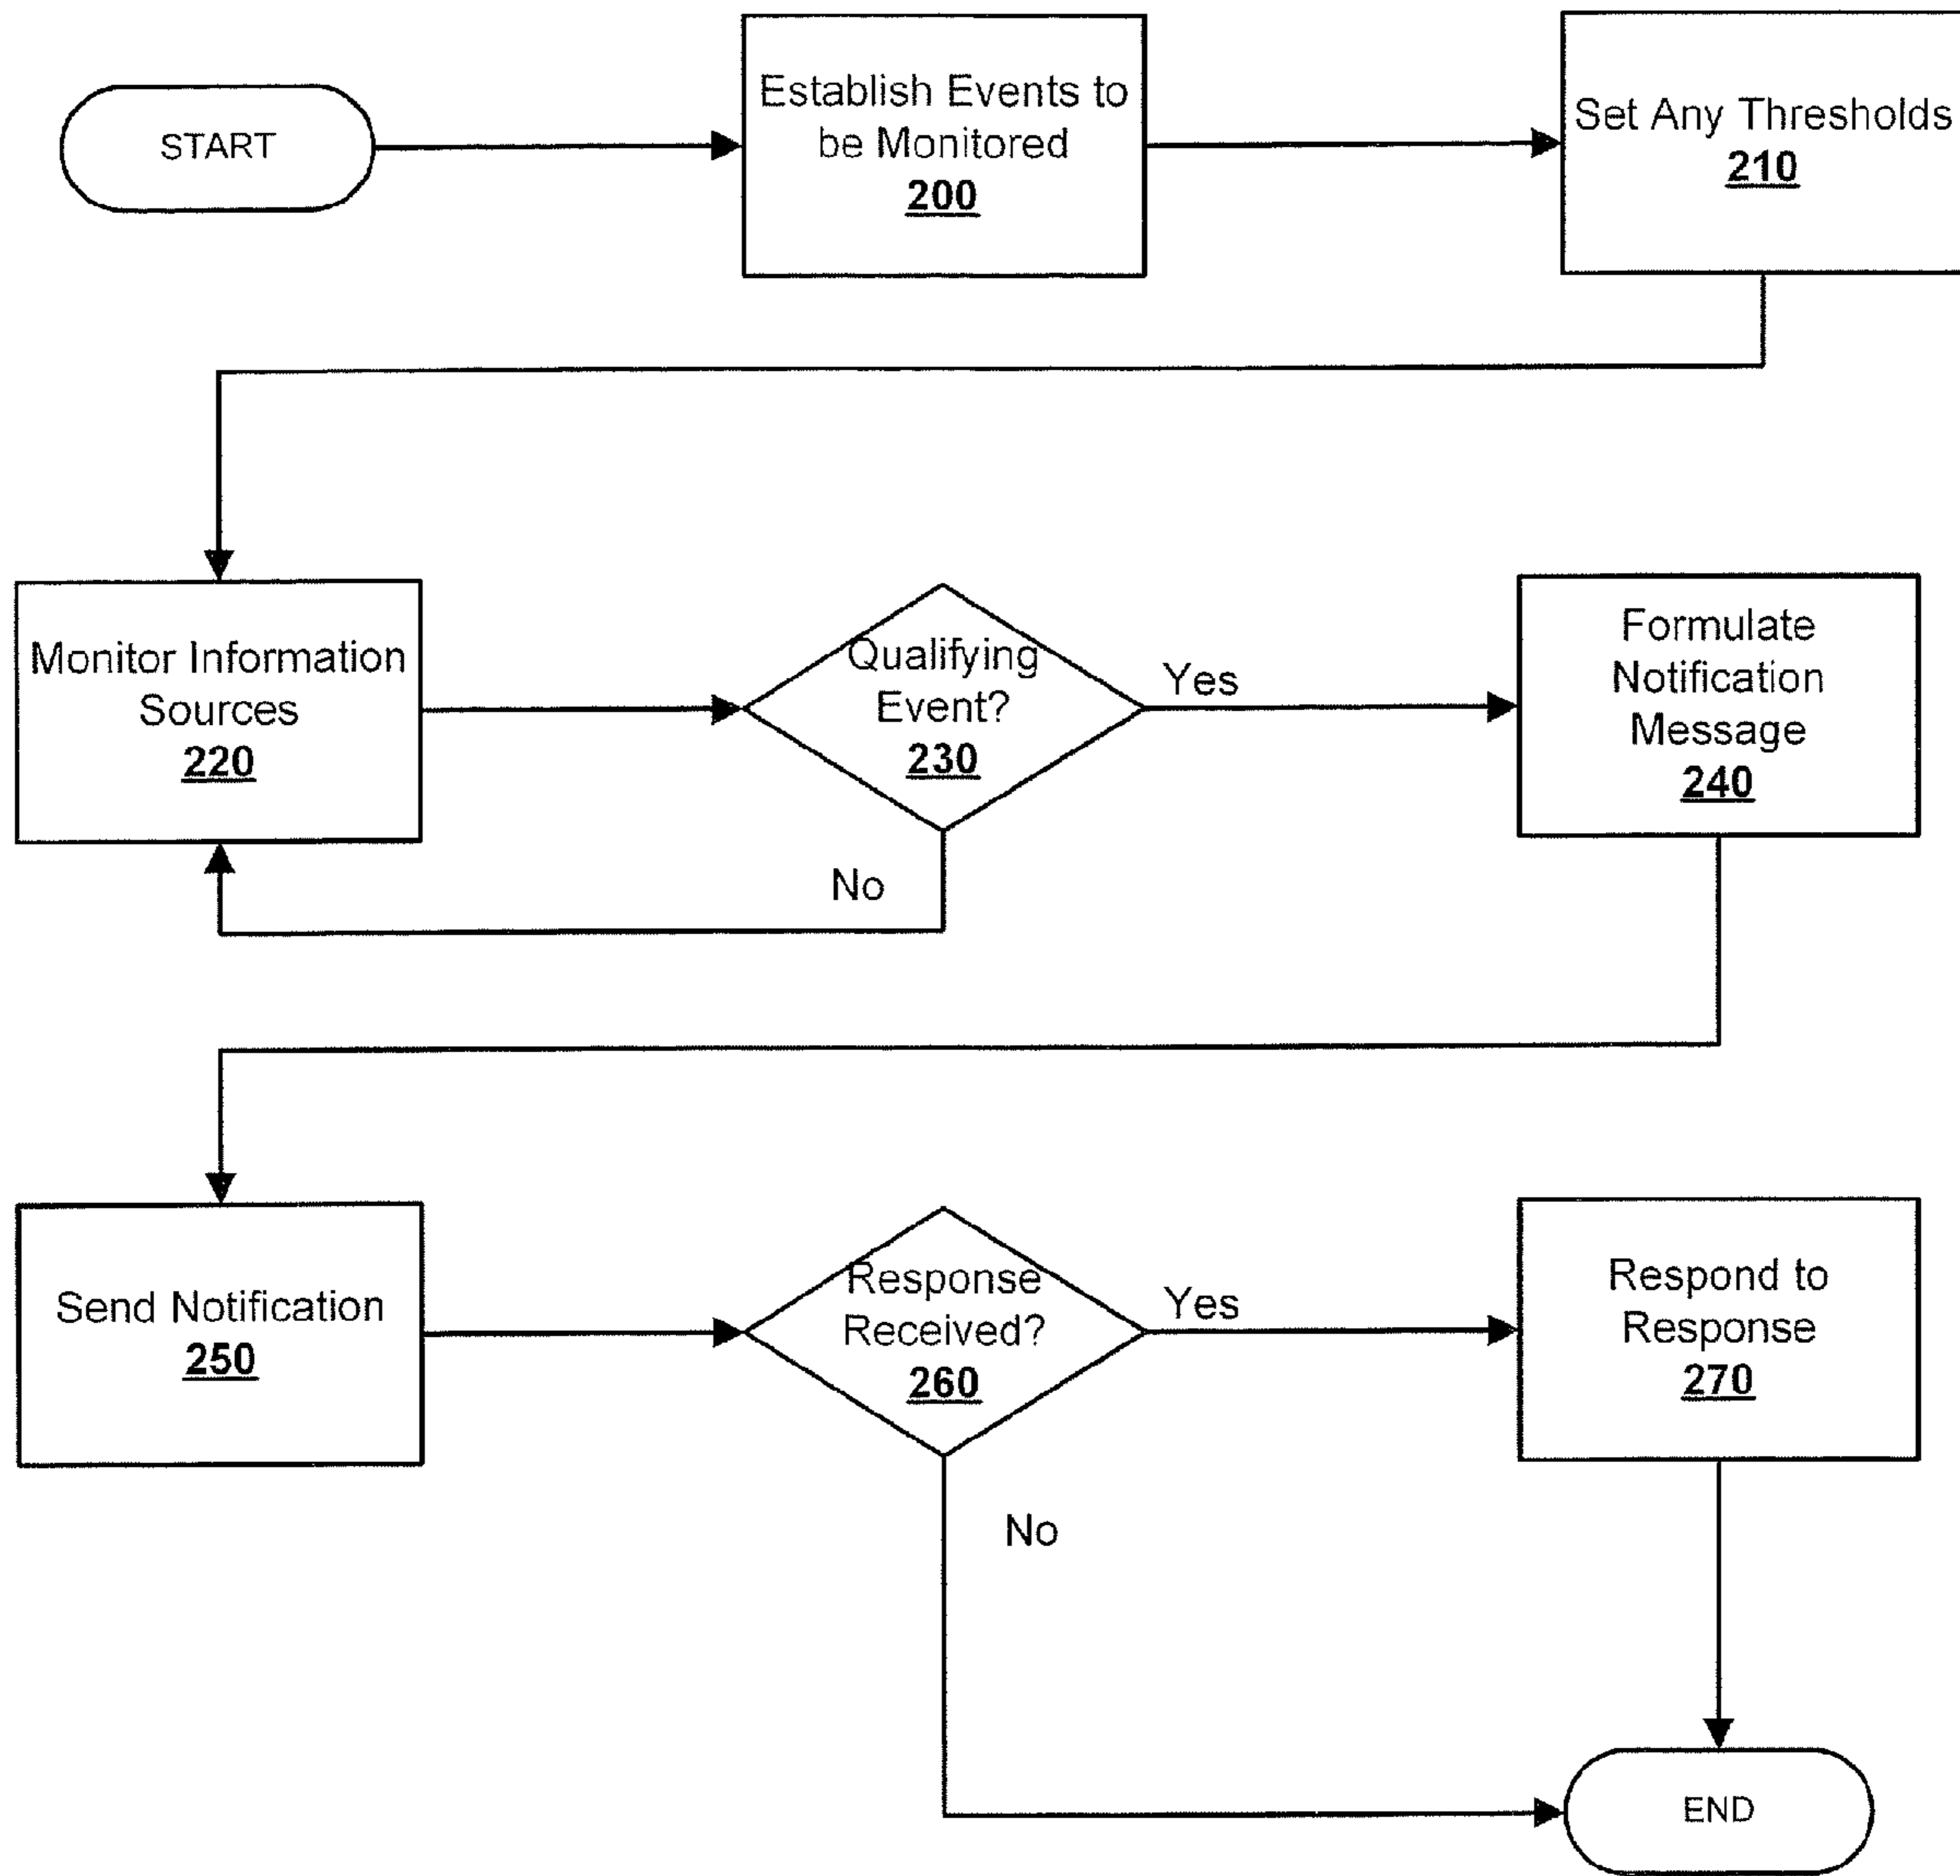 START
Establish Events to
be Monitored
200
Set Any Thresholds
210
Monitor Information
Sources
220
Qualifying
Event?
230
Yes
No
Formulate
Notification
Message
240
Send Notification
250
Response
Received?
260
Yes
No
Respond to
Response
270
END